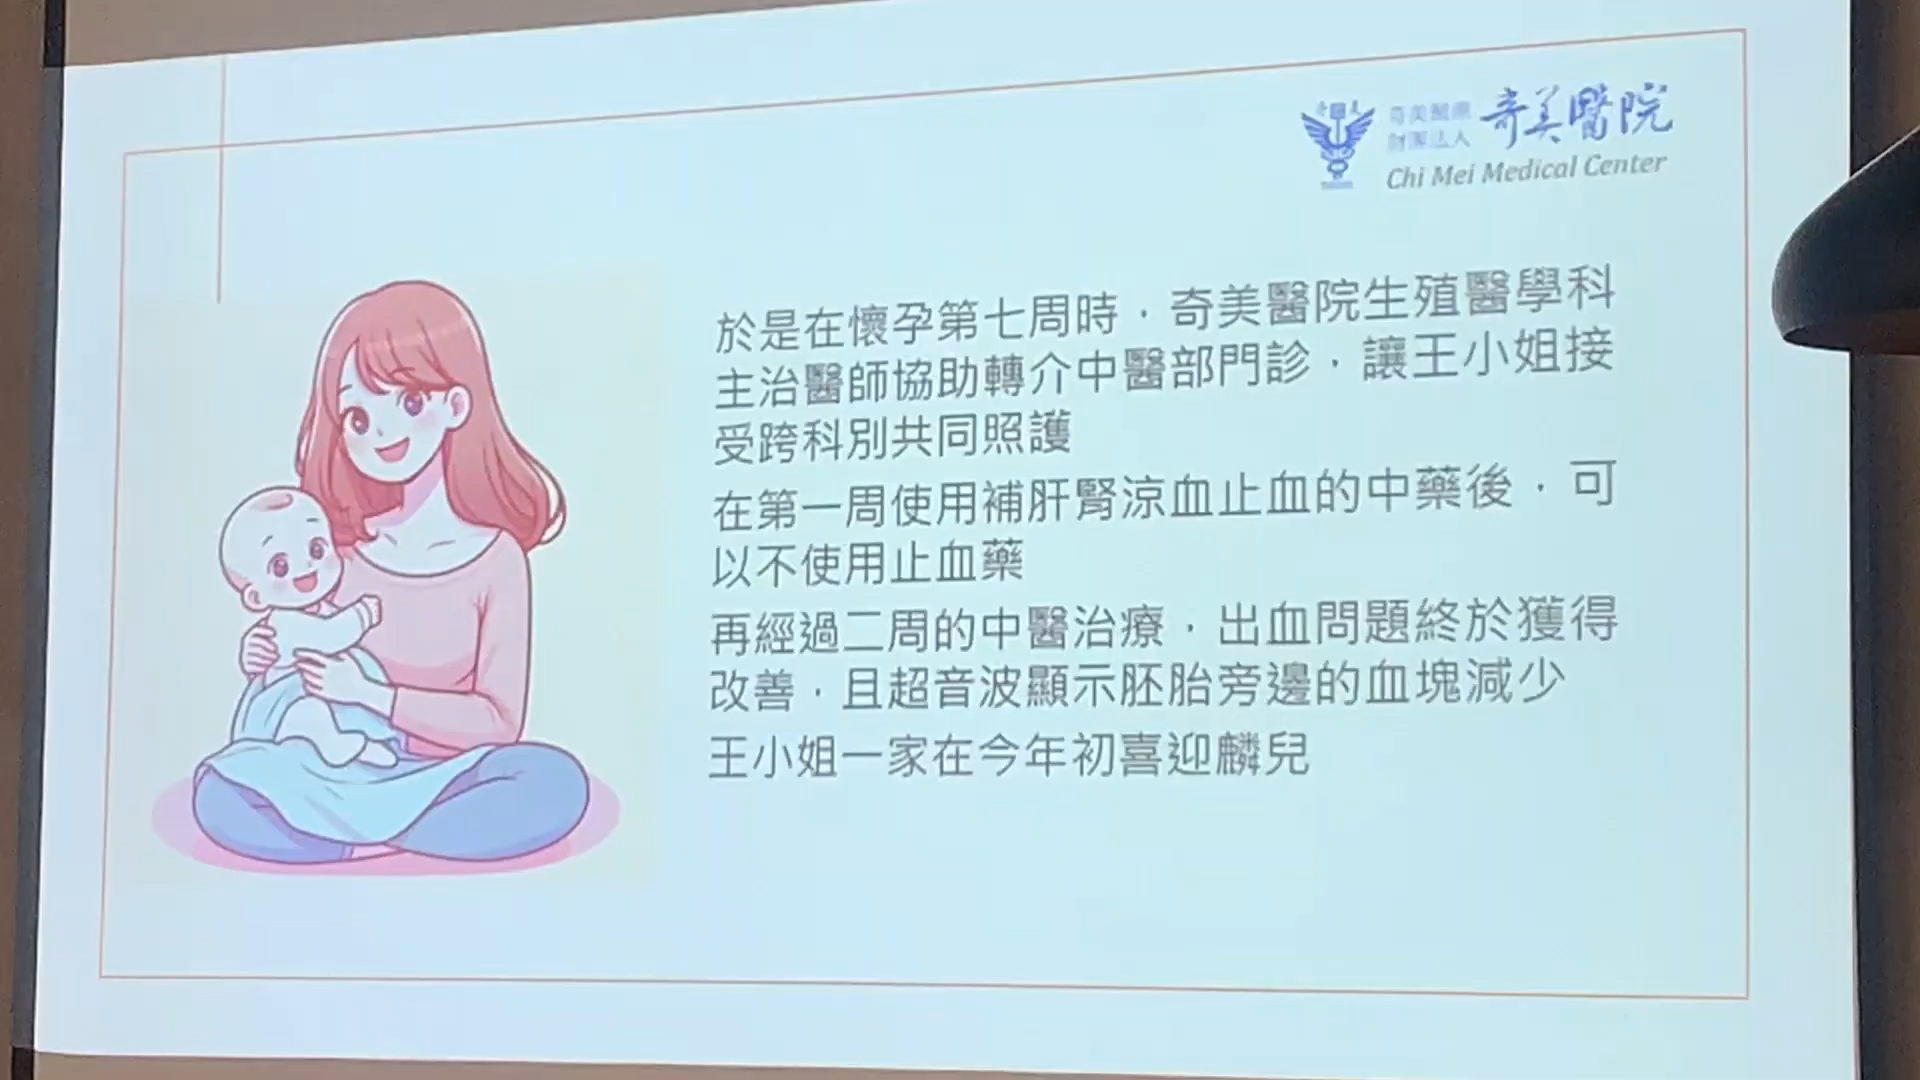 奇美醫療
財團法人
奇美醫院
Chi Mei Medical Center
於是在懷孕第七周時，奇美醫院生殖醫學科
主治醫師協助轉介中醫部門診，讓王小姐接
受跨科別共同照護
在第一周使用補肝腎涼血止血的中藥後，可
以不使用止血藥
再經過二周的中醫治療，出血問題終於獲得
改善，且超音波顯示胚胎旁邊的血塊減少
王小姐一家在今年初喜迎麟兒